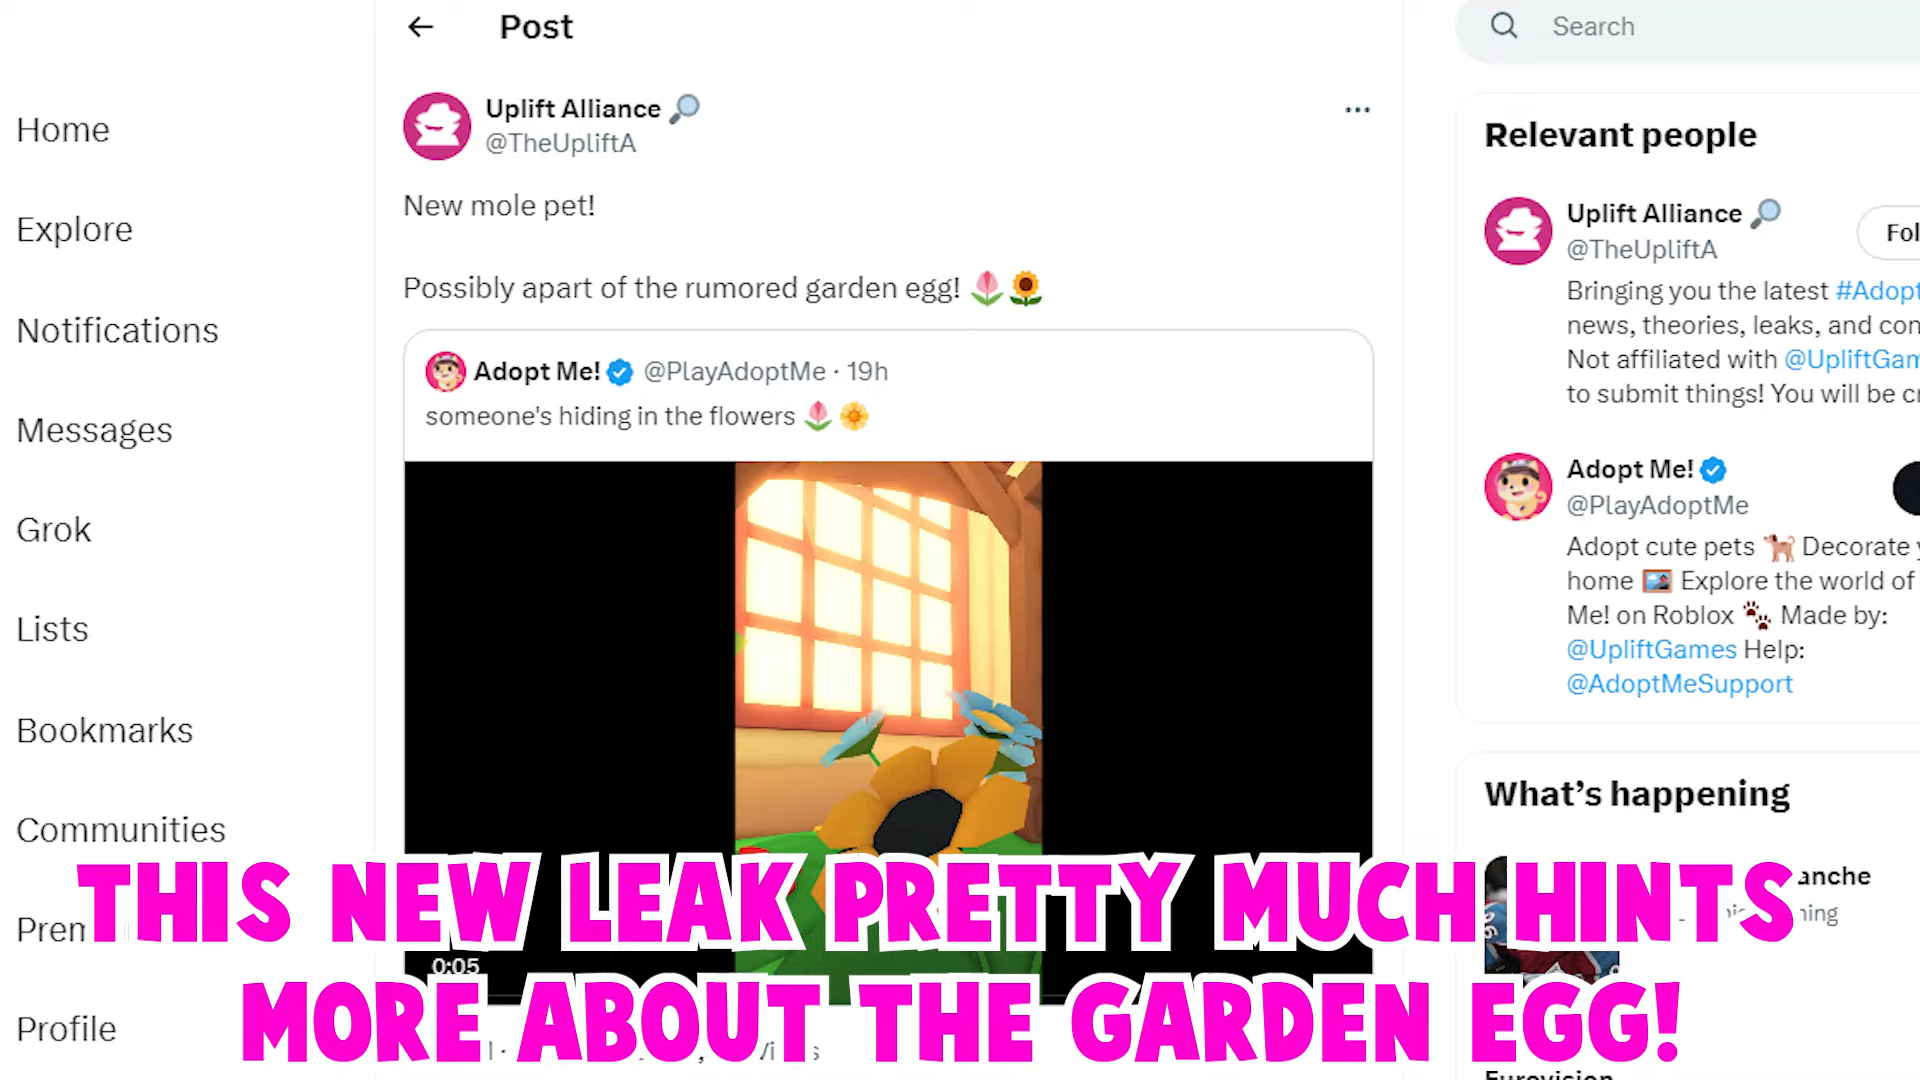 Home
Explore
Notifications
Messages
Grok
Lists
Bookmarks
Communities
Profile
Post
Uplift Alliance 🔎
@TheUpliftA
New mole pet!
Possibly apart of the rumored garden egg! 🌷🌻
Adopt Me! @PlayAdoptMe · 19h
someone's hiding in the flowers 🌷🌼
0:05
Search
Relevant people
Uplift Alliance 🔎
@TheUpliftA
Bringing you the latest #Adopt
news, theories, leaks, and con
Not affiliated with @UpliftGam
to submit things! You will be cr
Adopt Me!
@PlayAdoptMe
Adopt cute pets 🐕 Decorate y
home 🖼️ Explore the world of
Me! on Roblox 🐾 Made by:
@UpliftGames Help:
@AdoptMeSupport
What's happening
anche
THIS NEW LEAK PRETTY MUCH HINTS
MORE ABOUT THE GARDEN EGG!